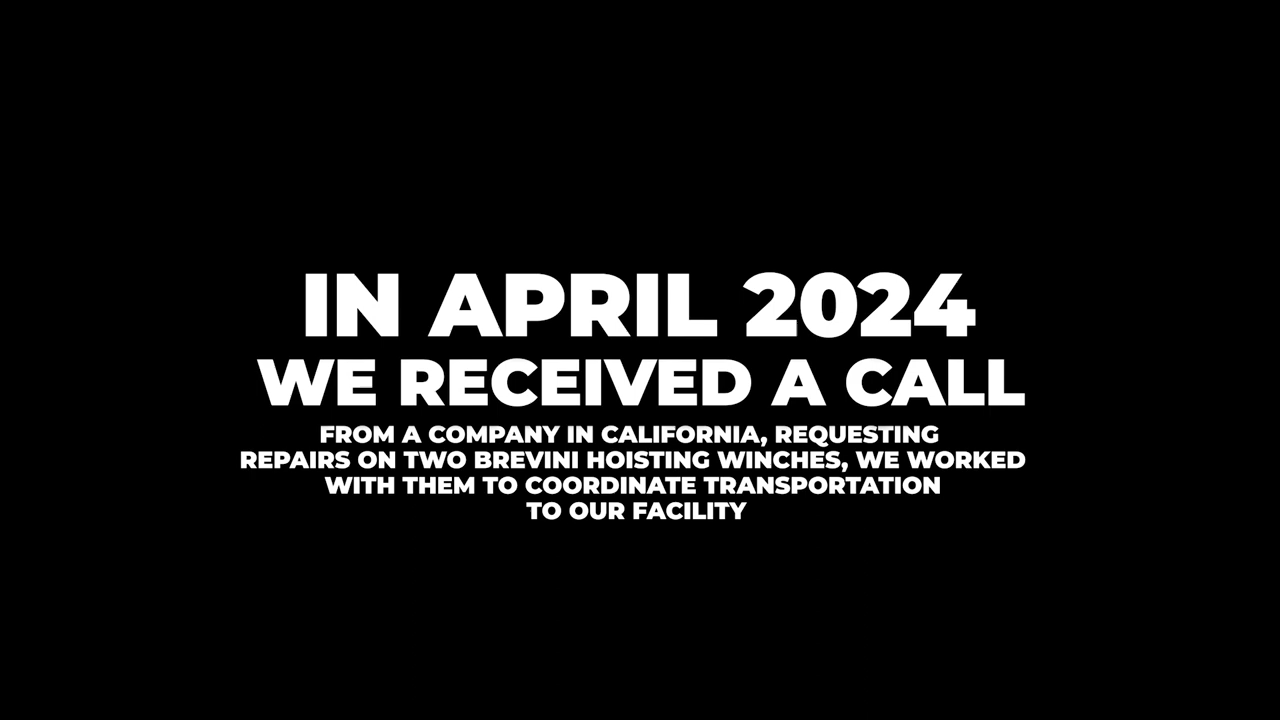 IN APRIL 2024
WE RECEIVED A CALL
FROM A COMPANY IN CALIFORNIA, REQUESTING
REPAIRS ON TWO BREVINI HOISTING WINCHES, WE WORKED
WITH THEM TO COORDINATE TRANSPORTATION
TO OUR FACILITY